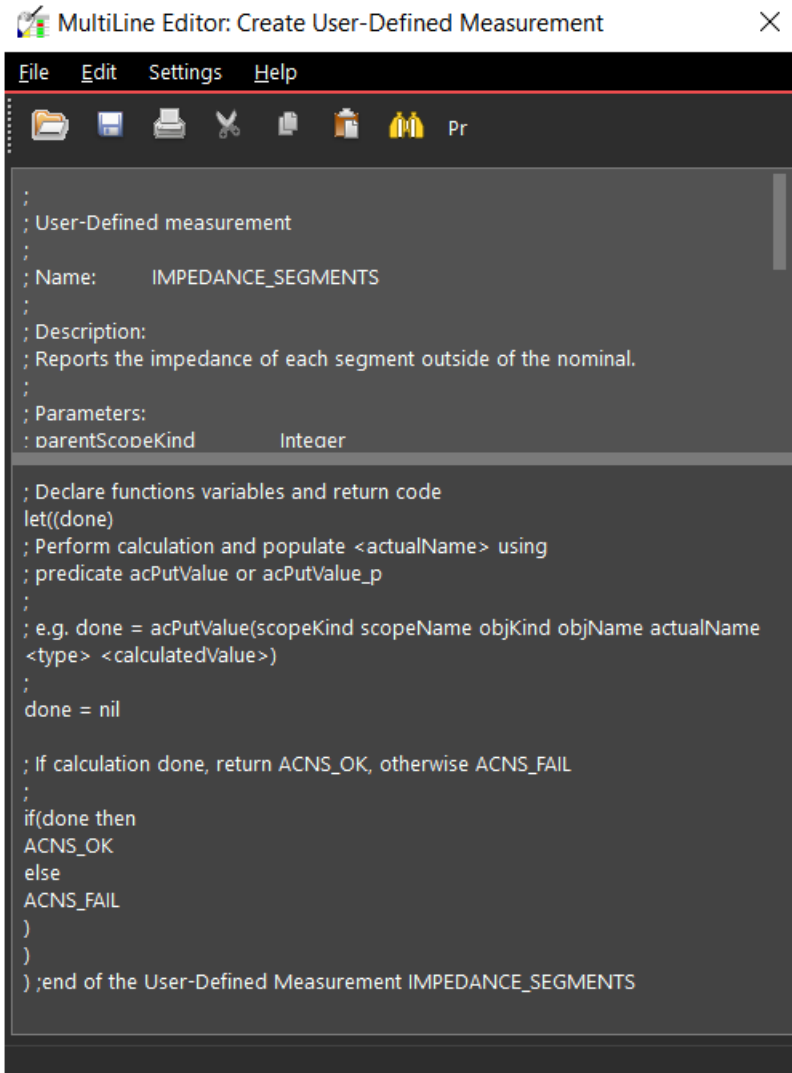 MultiLine Editor: Create User-Defined Measurement
File Edit Settings Help
Pr
;
; User-Defined measurement
;
; Name: IMPEDANCE_SEGMENTS
;
; Description:
; Reports the impedance of each segment outside of the nominal.
;
; Parameters:
; parentScopeKind Integer
; Declare functions variables and return code
let((done)
; Perform calculation and populate <actualName> using
; predicate acPutValue or acPutValue_p
;
; e.g. done = acPutValue(scopeKind scopeName objKind objName actualName
<type> <calculatedValue>)
;
done = nil
; If calculation done, return ACNS_OK, otherwise ACNS_FAIL
;
if(done then
ACNS_OK
else
ACNS_FAIL
)
)
) ;end of the User-Defined Measurement IMPEDANCE_SEGMENTS